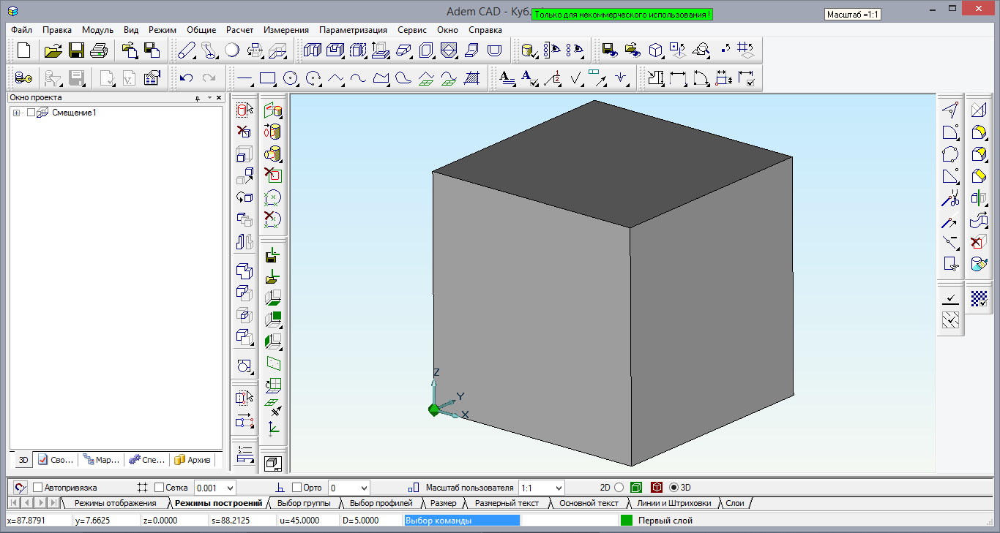 Adem CAD - Куб.
Только для некоммерческого использования !
Масштаб =1:1
Файл Правка Модуль Вид Режим Общие Расчет Измерения Параметризация Сервис Окно Справка
Окно проекта
Смещение1
Z
Y
X
3D Сво... Мар... Спе... Архив
Автопривязка Сетка 0.001 Орто 0 Масштаб пользователя 1:1 2D 3D
Режимы отображения Режимы построений Выбор группы Выбор профилей Размер Размерный текст Основной текст Линии и Штриховки Слои
x=87.8791 y=7.6625 z=0.0000 s=88.2125 u=45.0000 D=5.0000 Выбор команды Первый слой